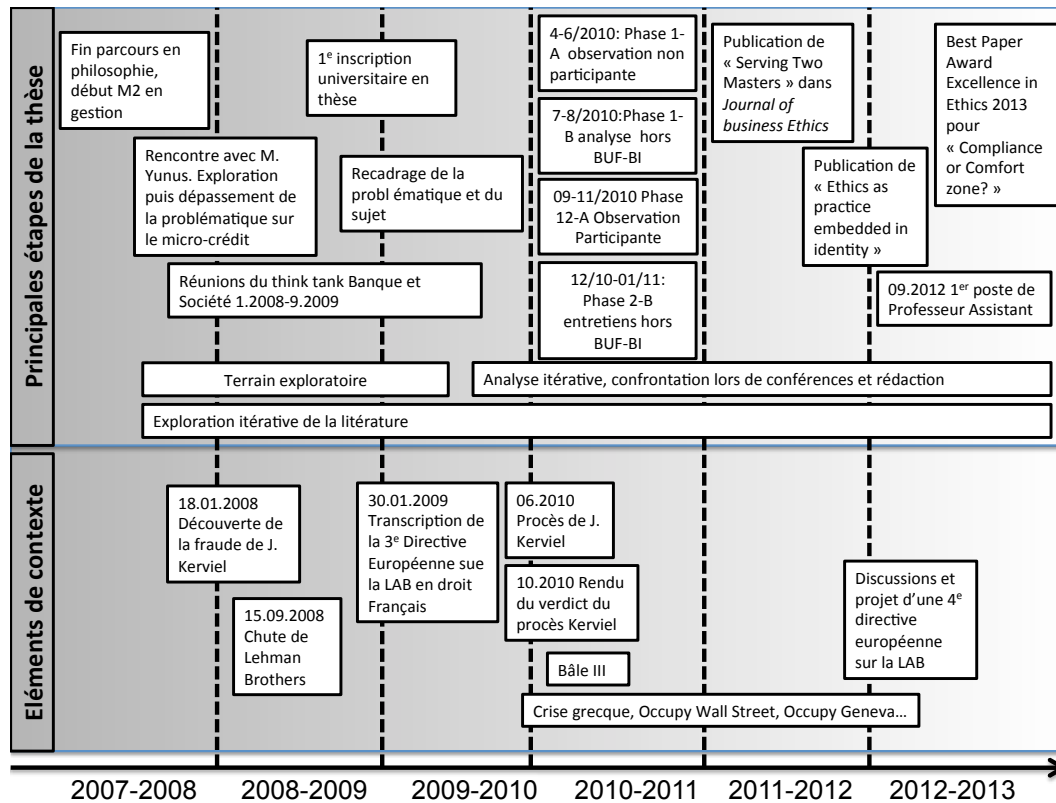 Principales étapes de la thèse
Fin parcours en
philosophie,
début M2 en
gestion
Rencontre avec M.
Yunus. Exploration
puis dépassement de
la problématique sur
le micro-crédit
1e inscription
universitaire en
thèse
Recadrage de la
probl ématique et du
sujet
Réunions du think tank Banque et
Société 1.2008-9.2009
4-6/2010: Phase 1-
A observation non
participante
7-8/2010:Phase 1-
B analyse hors
BUF-BI
09-11/2010 Phase
12-A Observation
Participante
12/10-01/11:
Phase 2-B
entretiens hors
BUF-BI
Publication de
« Serving Two
Masters » dans
Journal of
business Ethics
Publication de
« Ethics as
practice
embedded in
identity »
Best Paper
Award
Excellence in
Ethics 2013
pour
« Compliance
or Comfort
zone? »
09.2012 1er poste de
Professeur Assistant
Terrain exploratoire
Analyse itérative, confrontation lors de conférences et rédaction
Exploration itérative de la litérature
Eléments de contexte
18.01.2008
Découverte de
la fraude de J.
Kerviel
15.09.2008
Chute de
Lehman
Brothers
30.01.2009
Transcription de
la 3e Directive
Européenne sue
la LAB en droit
Français
06.2010
Procès de J.
Kerviel
10.2010 Rendu
du verdict du
procès Kerviel
Bâle III
Crise grecque, Occupy Wall Street, Occupy Geneva…
Discussions et
projet d'une 4e
directive
européenne
sur la LAB
2007-2008 2008-2009 2009-2010 2010-2011 2011-2012 2012-2013